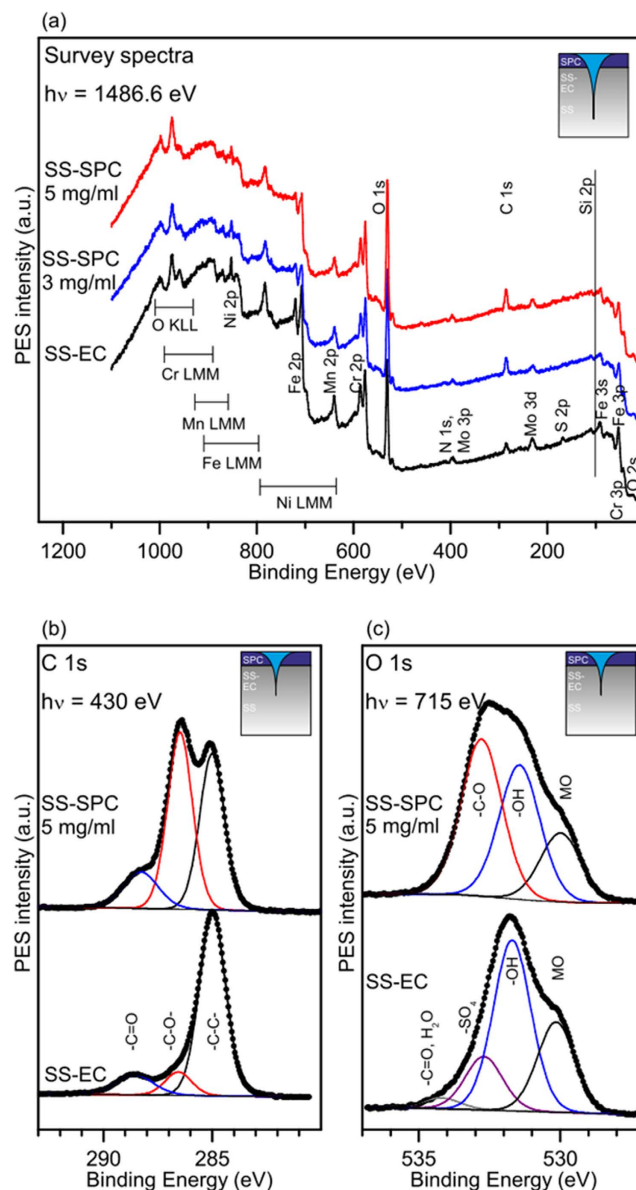 (a)
Survey spectra
hν = 1486.6 eV
SPC
SS-
EC
SS
SS-SPC
5 mg/ml
SS-SPC
3 mg/ml
SS-EC
O 1s
C 1s
Si 2p
O KLL
Cr LMM
Mn LMM
Fe LMM
Ni LMM
Ni 2p
Fe 2p
Mn 2p
Cr 2p
N 1s,
Mo 3p
Mo 3d
S 2p
Fe 3s
Fe 3p
Cr 3p
O 2s
PES intensity (a.u.)
1200 1000 800 600 400 200
Binding Energy (eV)
(b)
C 1s
hν = 430 eV
SPC
SS-
EC
SS
SS-SPC
5 mg/ml
-C=O
-C-O-
-C-C-
SS-EC
PES intensity (a.u.)
290 285
Binding Energy (eV)
(c)
O 1s
hν = 715 eV
SPC
SS-
EC
SS
SS-SPC
5 mg/ml
-C-O
-OH
MO
SS-EC
-C=O, H₂O
-SO₄
-OH
MO
PES intensity (a.u.)
535 530
Binding Energy (eV)